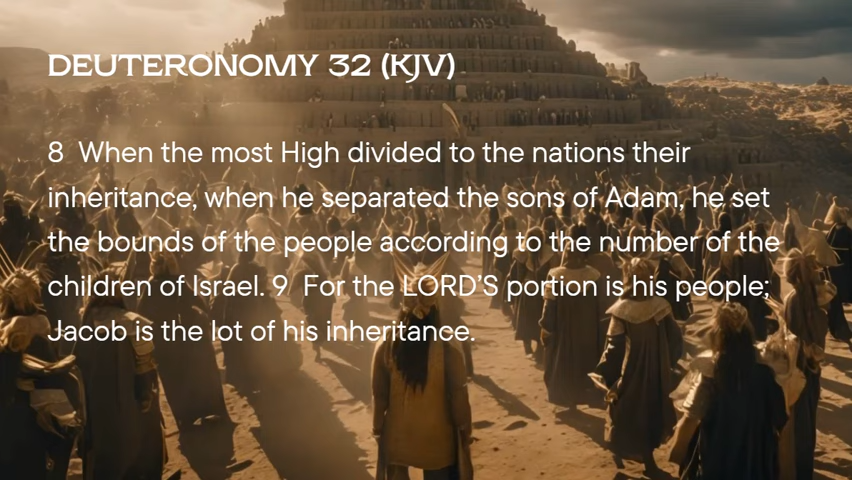 DEUTERONOMY 32 (KJV)
8 When the most High divided to the nations their
inheritance, when he separated the sons of Adam, he set
the bounds of the people according to the number of the
children of Israel. 9 For the LORD’S portion is his people;
Jacob is the lot of his inheritance.